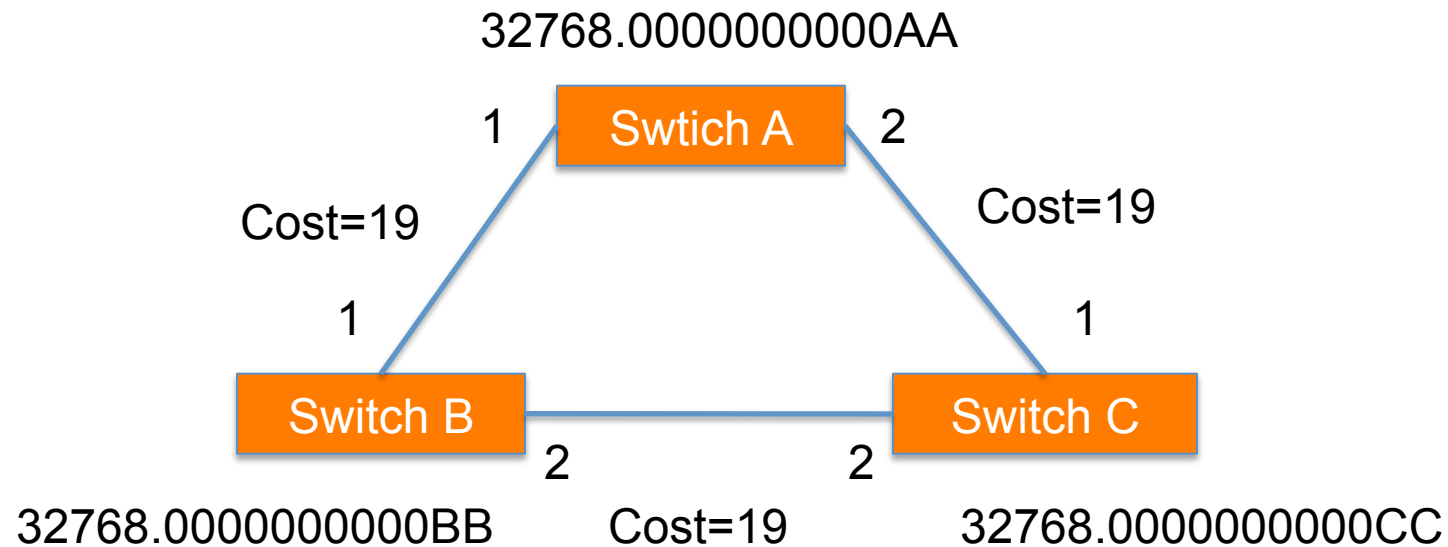 32768.0000000000AA
1 Swtich A 2
Cost=19 Cost=19
1 1
Switch B Switch C
2 2
32768.0000000000BB Cost=19 32768.0000000000CC